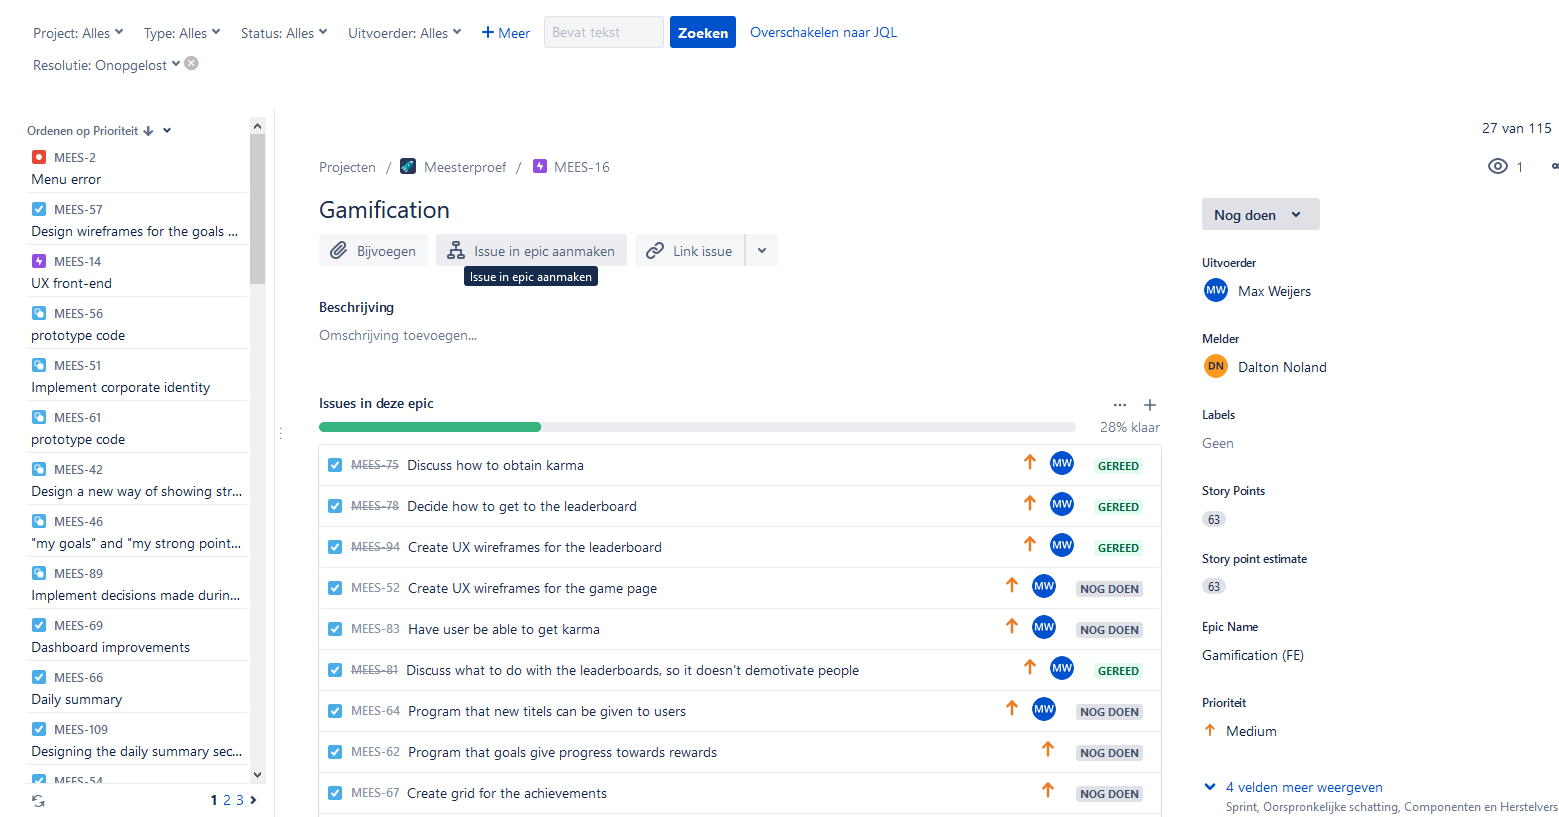 Project: Alles Type: Alles Status: Alles Uitvoerder: Alles + Meer Bevat tekst Zoeken Overschakelen naar JQL
Resolutie: Onopgelost
Ordenen op Prioriteit
MEES-2
Menu error
MEES-57
Design wireframes for the goals ...
MEES-14
UX front-end
MEES-56
prototype code
MEES-51
Implement corporate identity
MEES-61
prototype code
MEES-42
Design a new way of showing str...
MEES-46
"my goals" and "my strong point...
MEES-89
Implement decisions made durin...
MEES-69
Dashboard improvements
MEES-66
Daily summary
MEES-109
Designing the daily summary sec...
MEES-54
1 2 3
27 van 115
Projecten / Meesterproef / MEES-16
1
Gamification
Bijvoegen Issue in epic aanmaken Link issue
Issue in epic aanmaken
Beschrijving
Omschrijving toevoegen...
Issues in deze epic
28% klaar
MEES-75 Discuss how to obtain karma MW GEREED
MEES-78 Decide how to get to the leaderboard MW GEREED
MEES-94 Create UX wireframes for the leaderboard MW GEREED
MEES-52 Create UX wireframes for the game page MW NOG DOEN
MEES-83 Have user be able to get karma MW NOG DOEN
MEES-81 Discuss what to do with the leaderboards, so it doesn't demotivate people MW GEREED
MEES-64 Program that new titels can be given to users MW NOG DOEN
MEES-62 Program that goals give progress towards rewards NOG DOEN
MEES-67 Create grid for the achievements NOG DOEN
Nog doen
Uitvoerder
MW Max Weijers
Melder
DN Dalton Noland
Labels
Geen
Story Points
63
Story point estimate
63
Epic Name
Gamification (FE)
Prioriteit
Medium
4 velden meer weergeven
Sprint, Oorspronkelijke schatting, Componenten en Herstelvers